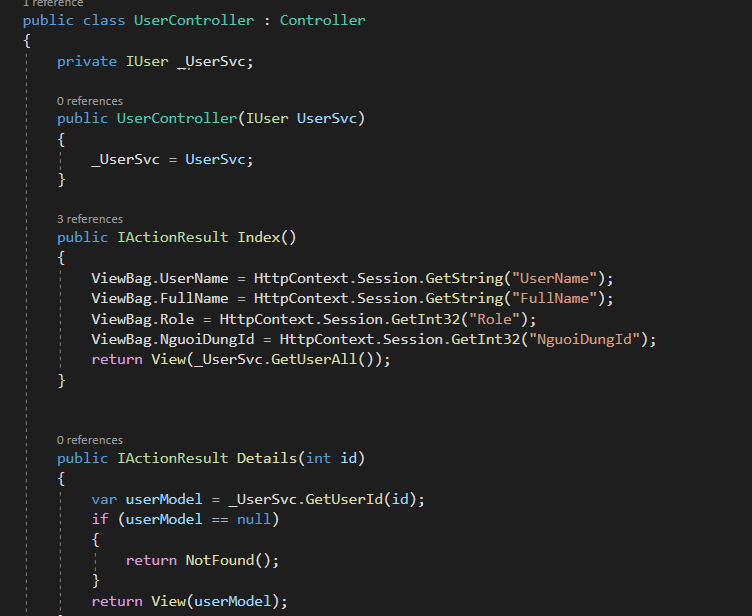 1 reference
public class UserController : Controller
{
private IUser _UserSvc;
0 references
public UserController(IUser UserSvc)
{
_UserSvc = UserSvc;
}
3 references
public IActionResult Index()
{
ViewBag.UserName = HttpContext.Session.GetString("UserName");
ViewBag.FullName = HttpContext.Session.GetString("FullName");
ViewBag.Role = HttpContext.Session.GetInt32("Role");
ViewBag.NguoiDungId = HttpContext.Session.GetInt32("NguoiDungId");
return View(_UserSvc.GetUserAll());
}
0 references
public IActionResult Details(int id)
{
var userModel = _UserSvc.GetUserId(id);
if (userModel == null)
{
return NotFound();
}
return View(userModel);